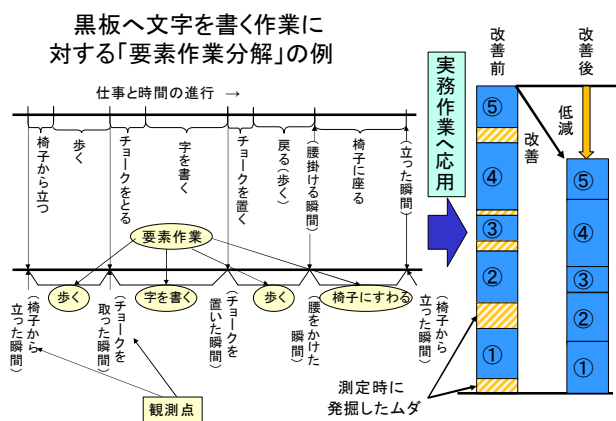 黒板へ文字を書く作業に
対する「要素作業分解」の例
仕事と時間の進行 →
椅子から立つ
歩く
チョークをとる
字を書く
チョークを置く
戻る(歩く)
(腰掛ける瞬間)
椅子に座る
(立った瞬間)
要素作業
歩く
字を書く
歩く
椅子にすわる
(椅子から
立った瞬間)
(チョークを
取った瞬間)
(チョークを
置いた瞬間)
(腰をかけた
瞬間)
(椅子から
立った瞬間)
観測点
実務作業へ応用
改善前
改善後
改善
低減
⑤
④
③
②
①
⑤
④
③
②
①
測定時に
発掘したムダ